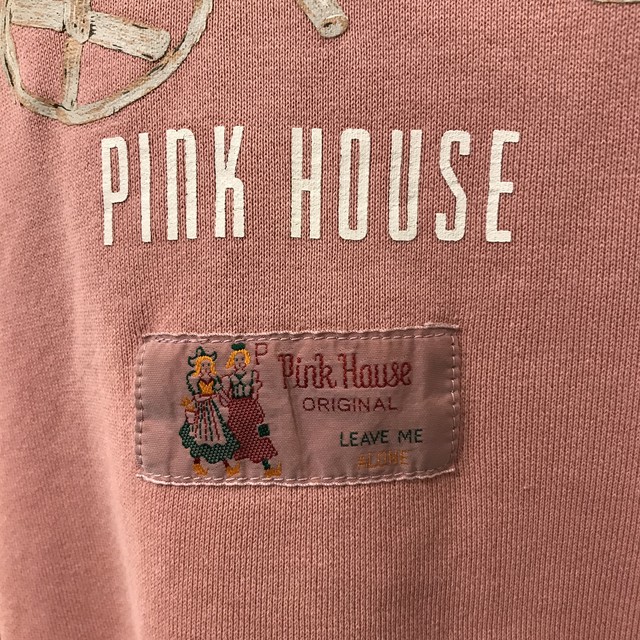 PINK HOUSE
P
Pink House
ORIGINAL
LEAVE ME
ALONE